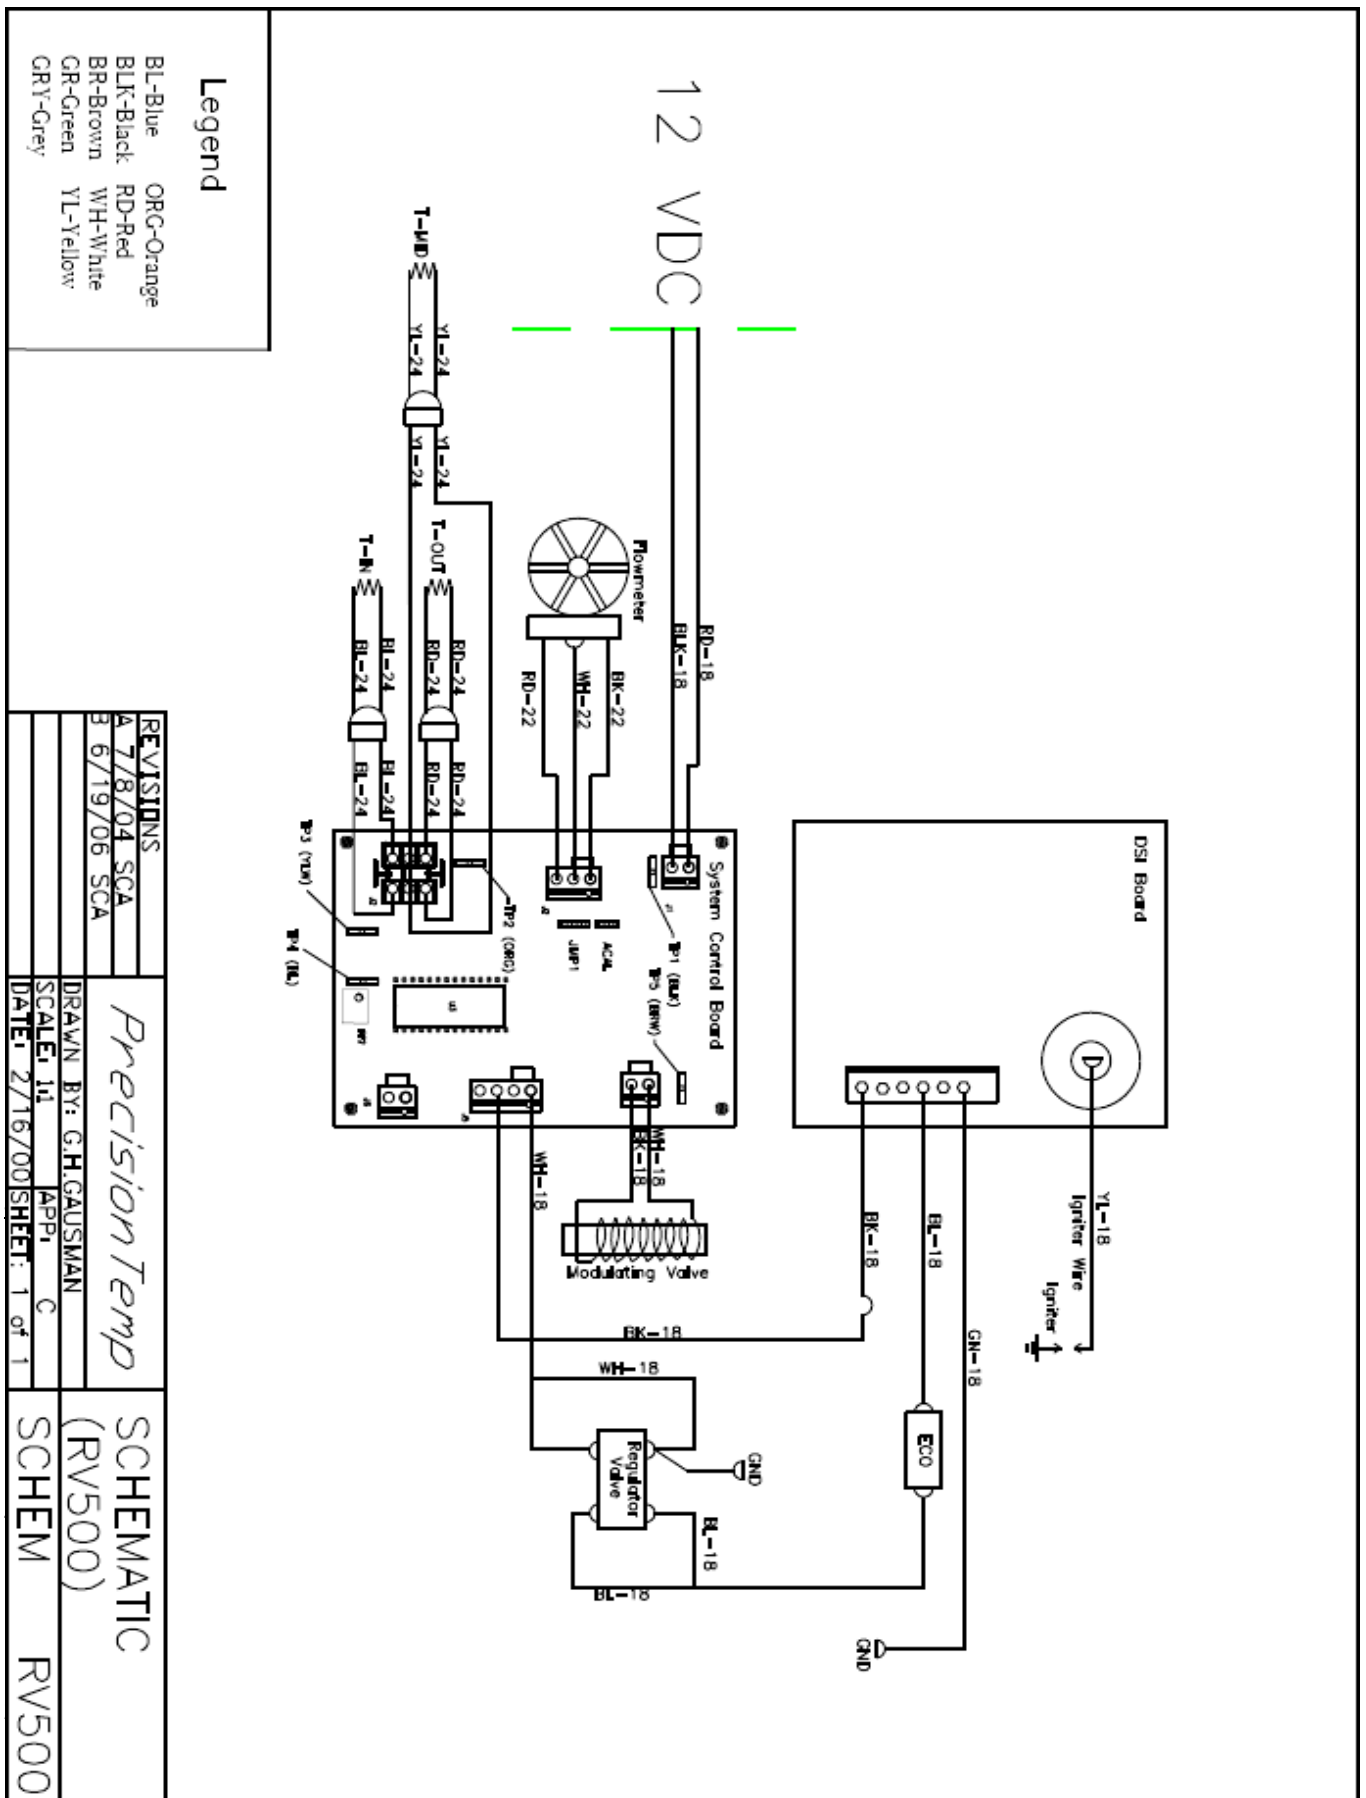 12 VDC
DSI Board
YL-18
Igniter Wire
Igniter
RD-18
BLK-18
System Control Board
J1
TP1 (BLK)
TP5 (BRW)
Flowmeter
BK-22
WH-22
RD-22
ACAL
JMP1
T-MID
YL-24
YL-24
YL-24
YL-24
T-OUT
RD-24
RD-24
RD-24
RD-24
T-IN
BL-24
BL-24
BL-24
BL-24
TP2 (ORG)
TP3 (YLW)
TP4 (BL)
WH-18
BK-18
Modulating Valve
WH-18
BK-18
BL-18
GN-18
BK-18
WH-18
ECO
Regulator
Valve
GND
BL-18
BL-18
GND
Legend
BL-Blue ORG-Orange
BLK-Black RD-Red
BR-Brown WH-White
GR-Green YL-Yellow
GRY-Grey
REVISIONS
A 7/8/04 SCA
B 6/19/06 SCA
PrecisionTemp
DRAWN BY: G.H.GAUSMAN
SCALE: 1:1 APP: C
DATE: 2/16/00 SHEET: 1 of 1
SCHEMATIC
(RV500)
SCHEM RV500